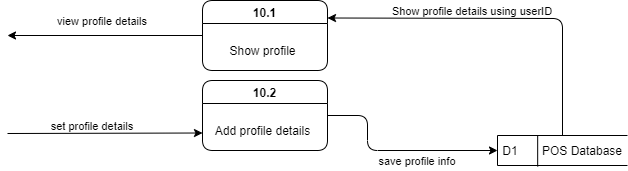 10.1
Show profile details using userID
view profile details
Show profile
10.2
set profile details
Add profile details
save profile info
D1
POS Database